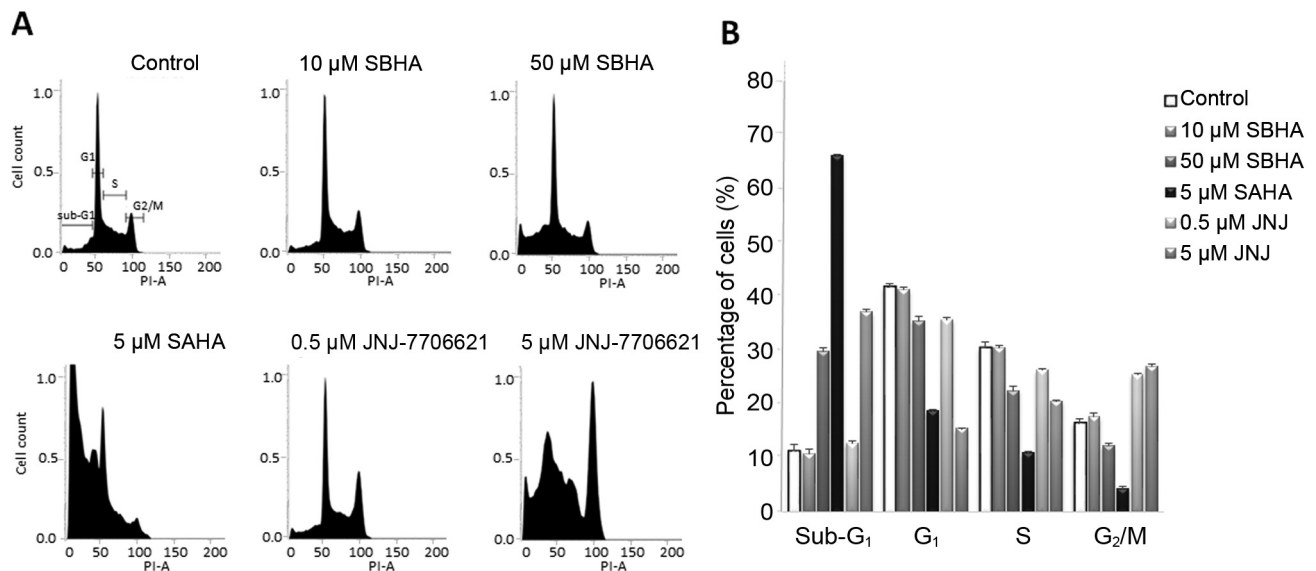 A
Control
10 µM SBHA
50 µM SBHA
Cell count
1.0
0.5
0.0
G1
S
sub-G1
G2/M
0 50 100 150 200
PI-A
1.0
0.5
0.0
0 50 100 150 200
PI-A
1.0
0.5
0.0
0 50 100 150 200
PI-A
5 µM SAHA
0.5 µM JNJ-7706621
5 µM JNJ-7706621
Cell count
1.0
0.5
0.0
0 50 100 150 200
PI-A
1.0
0.5
0.0
0 50 100 150 200
PI-A
1.0
0.5
0.0
0 50 100 150 200
PI-A
B
Percentage of cells (%)
80
70
60
50
40
30
20
10
0
Sub-G₁ G₁ S G₂/M
Control
10 µM SBHA
50 µM SBHA
5 µM SAHA
0.5 µM JNJ
5 µM JNJ